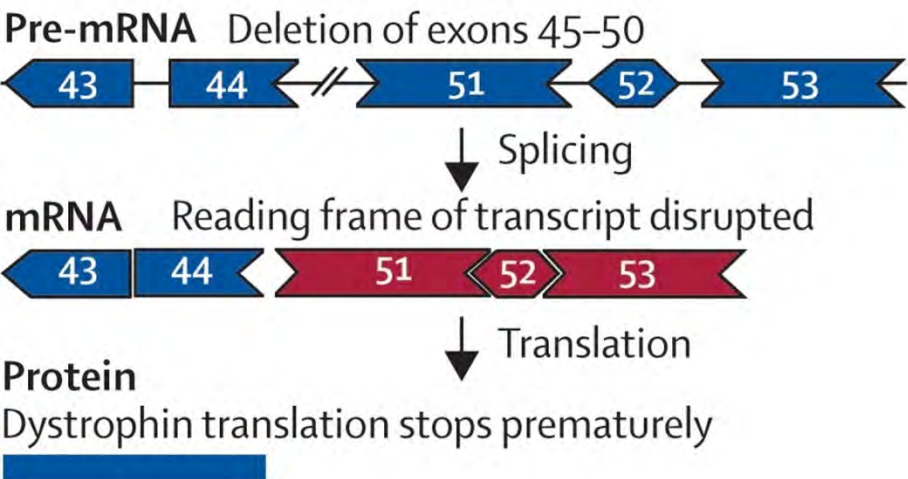 Pre-mRNA Deletion of exons 45–50
43 44 51 52 53
Splicing
mRNA Reading frame of transcript disrupted
43 44 51 52 53
Translation
Protein
Dystrophin translation stops prematurely